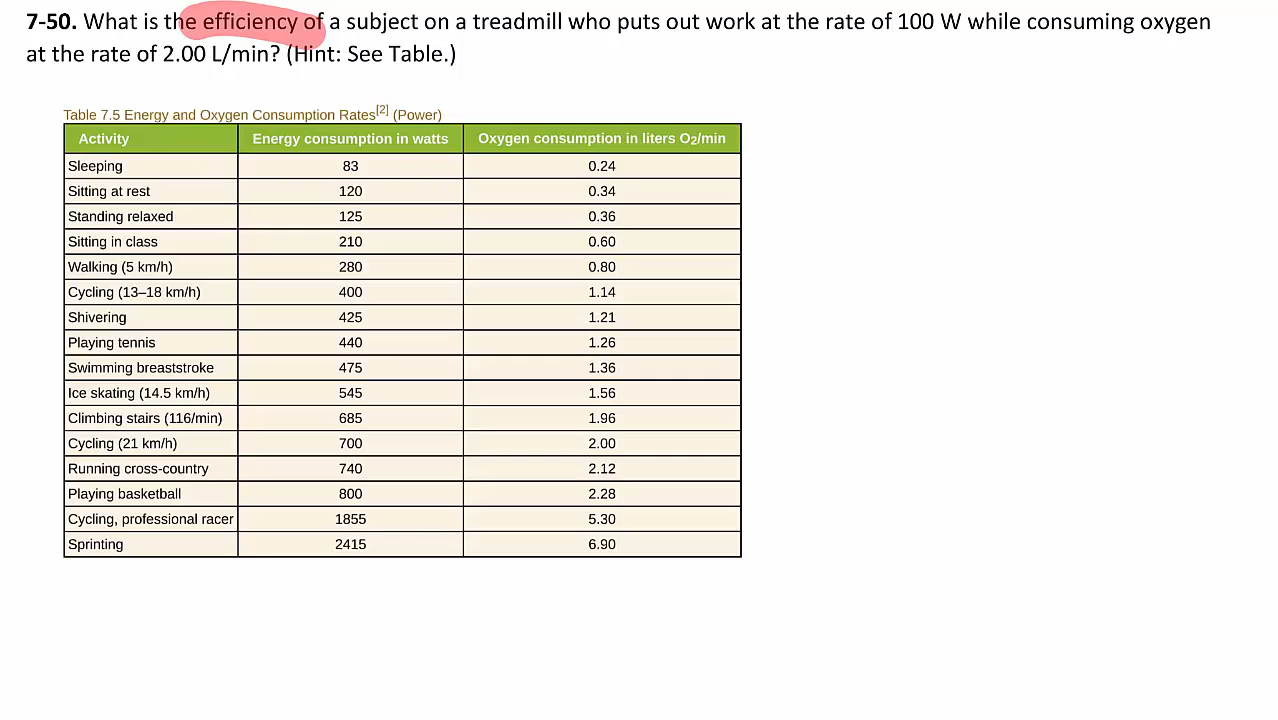 7-50. What is the efficiency of a subject on a treadmill who puts out work at the rate of 100 W while consuming oxygen
at the rate of 2.00 L/min? (Hint: See Table.)
Table 7.5 Energy and Oxygen Consumption Rates[2] (Power)
Activity Energy consumption in watts Oxygen consumption in liters O2/min
Sleeping 83 0.24
Sitting at rest 120 0.34
Standing relaxed 125 0.36
Sitting in class 210 0.60
Walking (5 km/h) 280 0.80
Cycling (13–18 km/h) 400 1.14
Shivering 425 1.21
Playing tennis 440 1.26
Swimming breaststroke 475 1.36
Ice skating (14.5 km/h) 545 1.56
Climbing stairs (116/min) 685 1.96
Cycling (21 km/h) 700 2.00
Running cross-country 740 2.12
Playing basketball 800 2.28
Cycling, professional racer 1855 5.30
Sprinting 2415 6.90